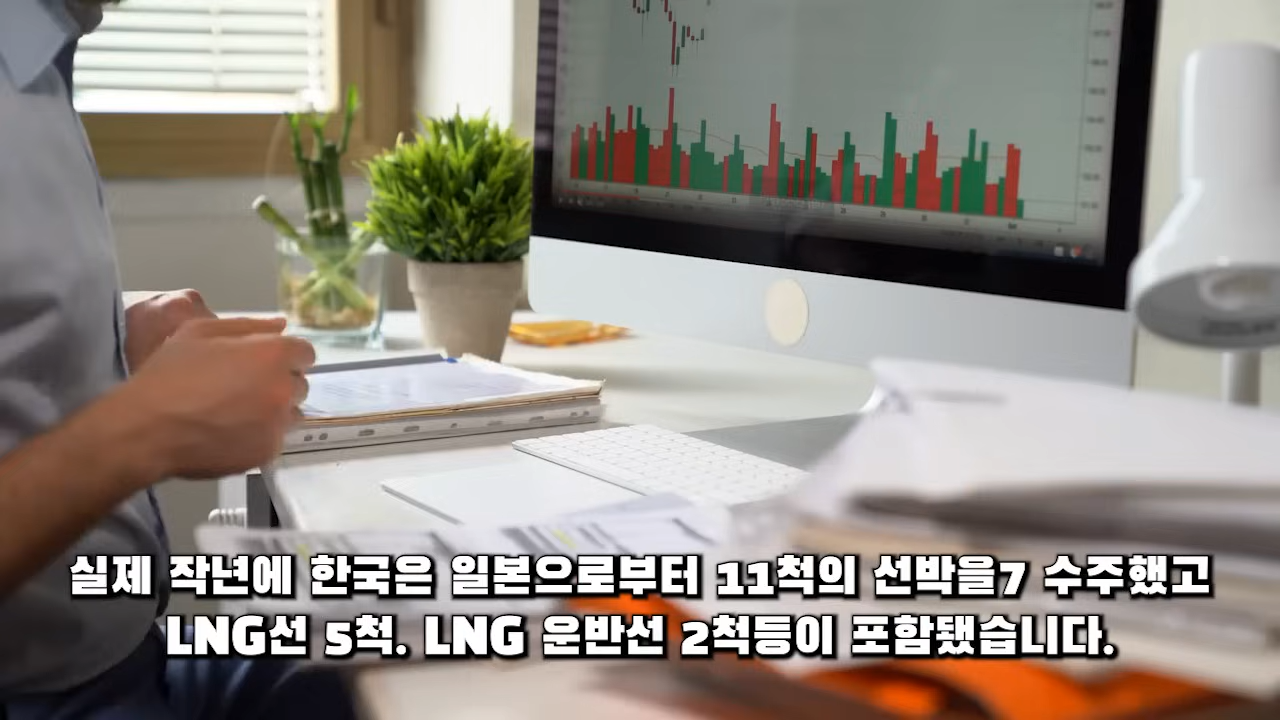 실제 작년에 한국은 일본으로부터 11척의 선박을7 수주했고
LNG선 5척. LNG 운반선 2척등이 포함됐습니다.